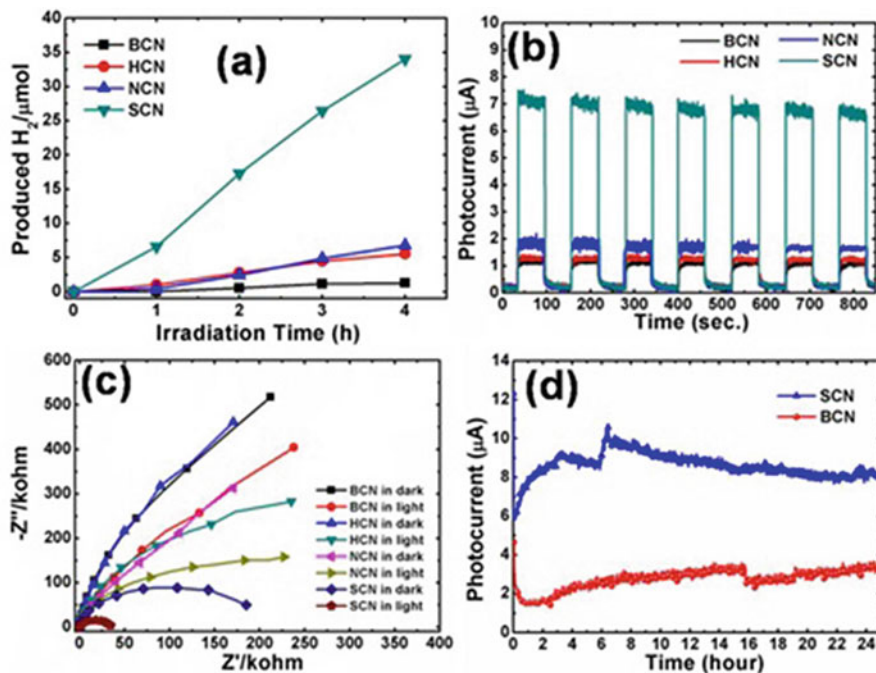 (a)
BCN
HCN
NCN
SCN
40
35
30
25
20
15
10
5
0
0 1 2 3 4
Produced H2/μmol
Irradiation Time (h)
(b)
BCN NCN
HCN SCN
10
9
8
7
6
5
4
3
2
1
0
0 100 200 300 400 500 600 700 800
Photocurrent (μA)
Time (sec.)
(c)
BCN in dark
BCN in light
HCN in dark
HCN in light
NCN in dark
NCN in light
SCN in dark
SCN in light
600
500
400
300
200
100
0
0 50 100 150 200 250 300 350 400
-Z''/kohm
Z'/kohm
(d)
SCN
BCN
14
12
10
8
6
4
2
0
0 2 4 6 8 10 12 14 16 18 20 22 24
Photocurrent (μA)
Time (hour)